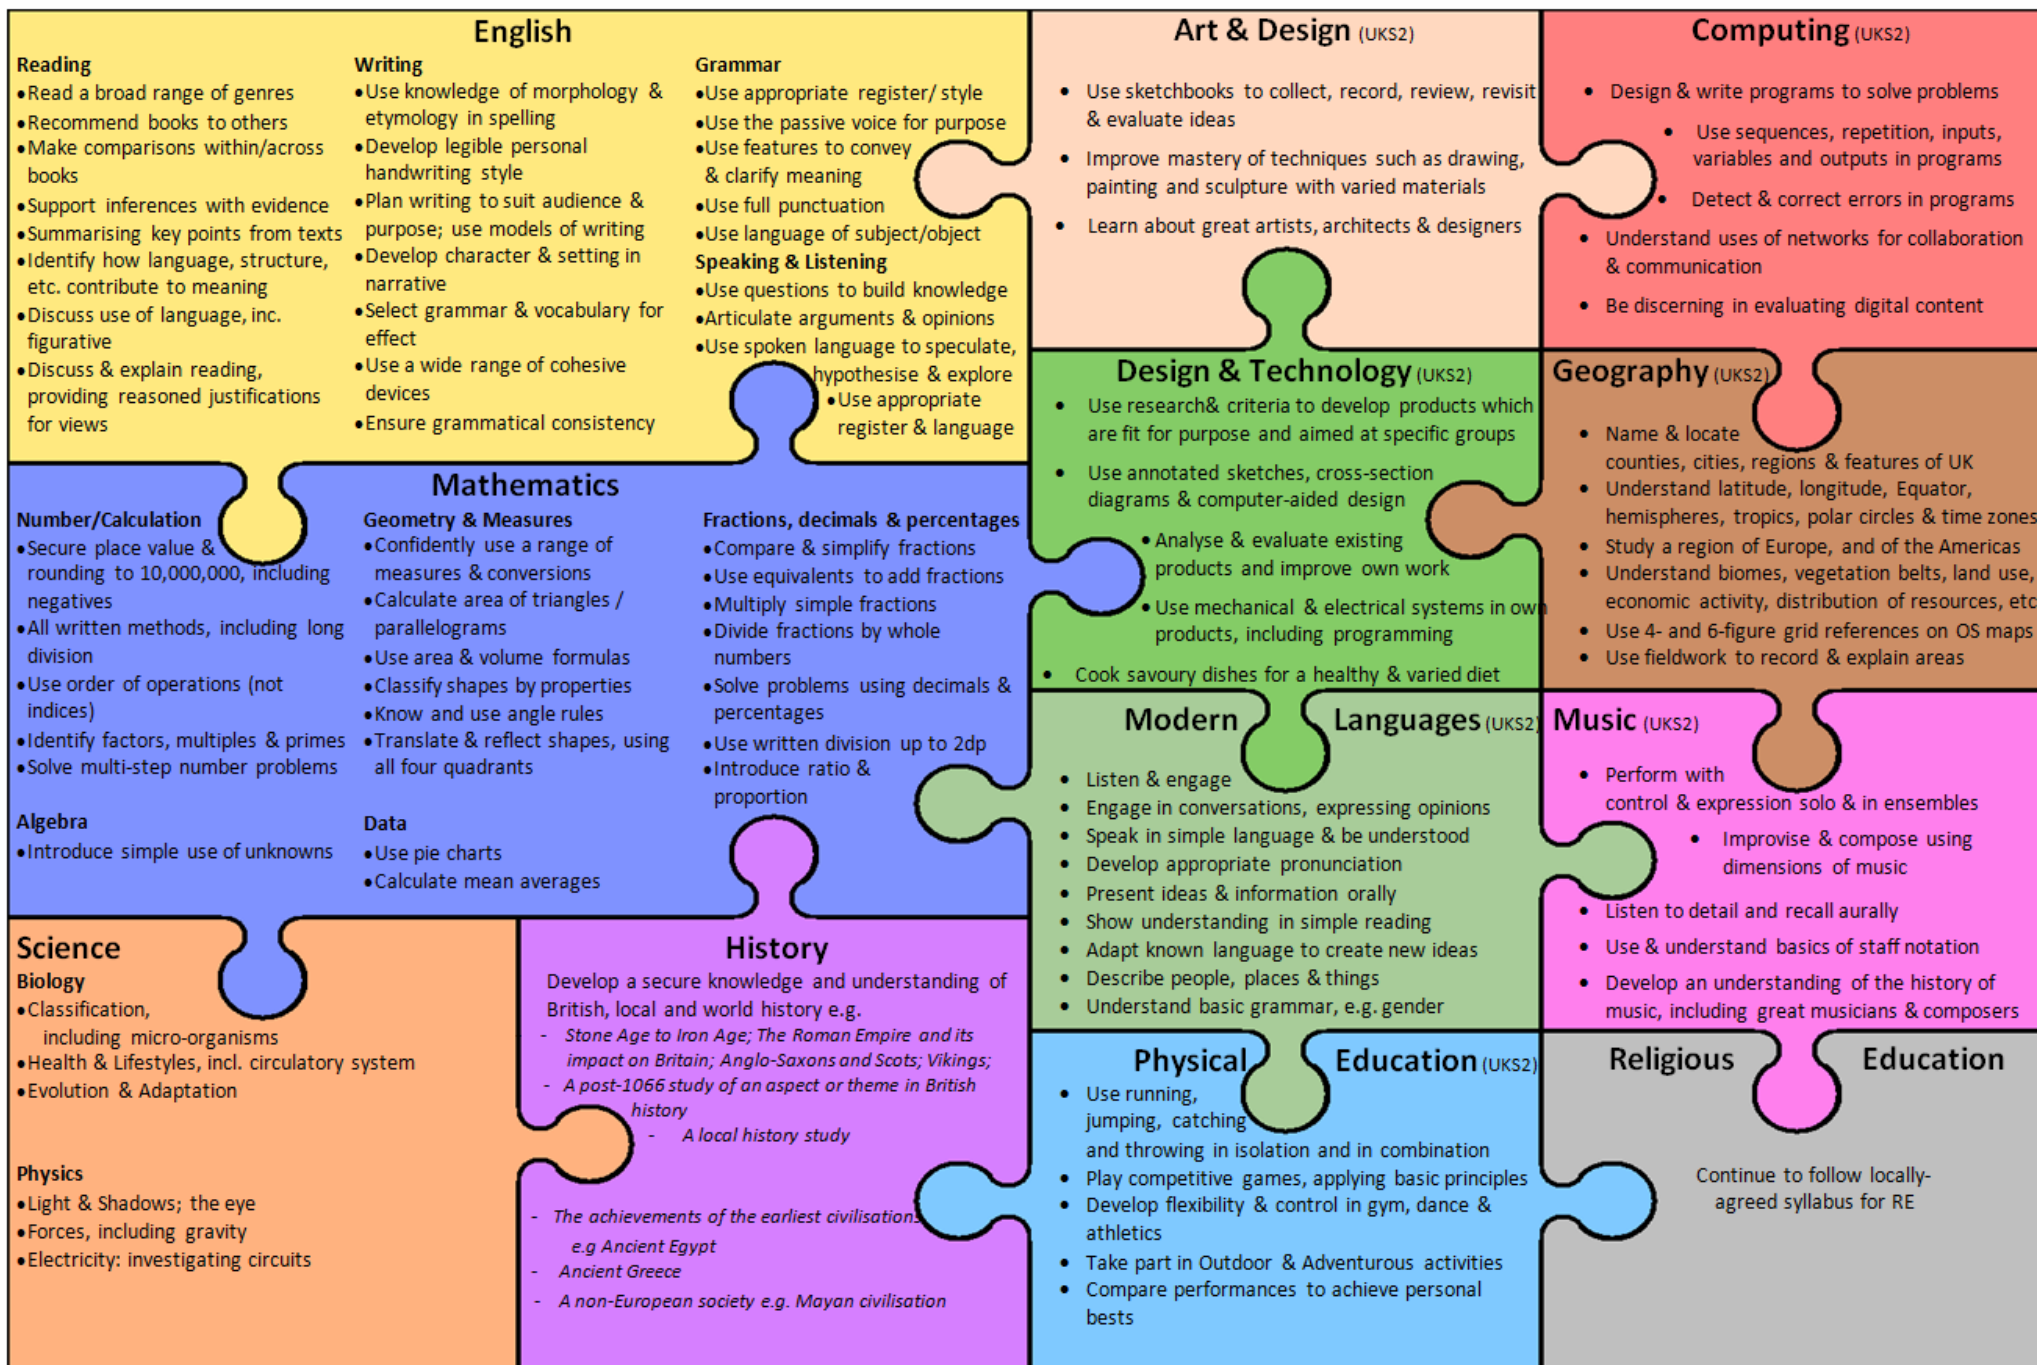 English
Reading
•Read a broad range of genres
•Recommend books to others
•Make comparisons within/across
books
•Support inferences with evidence
•Summarising key points from texts
•Identify how language, structure,
etc. contribute to meaning
•Discuss use of language, inc.
figurative
•Discuss & explain reading,
providing reasoned justifications
for views
Writing
•Use knowledge of morphology &
etymology in spelling
•Develop legible personal
handwriting style
•Plan writing to suit audience &
purpose; use models of writing
•Develop character & setting in
narrative
•Select grammar & vocabulary for
effect
•Use a wide range of cohesive
devices
•Ensure grammatical consistency
Grammar
•Use appropriate register/ style
•Use the passive voice for purpose
•Use features to convey
& clarify meaning
•Use full punctuation
•Use language of subject/object
Speaking & Listening
•Use questions to build knowledge
•Articulate arguments & opinions
•Use spoken language to speculate,
hypothesise & explore
•Use appropriate
register & language
Art & Design (UKS2)
• Use sketchbooks to collect, record, review, revisit
& evaluate ideas
• Improve mastery of techniques such as drawing,
painting and sculpture with varied materials
• Learn about great artists, architects & designers
Computing (UKS2)
• Design & write programs to solve problems
• Use sequences, repetition, inputs,
variables and outputs in programs
• Detect & correct errors in programs
• Understand uses of networks for collaboration
& communication
• Be discerning in evaluating digital content
Design & Technology (UKS2)
• Use research& criteria to develop products which
are fit for purpose and aimed at specific groups
• Use annotated sketches, cross-section
diagrams & computer-aided design
• Analyse & evaluate existing
products and improve own work
• Use mechanical & electrical systems in own
products, including programming
• Cook savoury dishes for a healthy & varied diet
Geography (UKS2)
• Name & locate
counties, cities, regions & features of UK
• Understand latitude, longitude, Equator,
hemispheres, tropics, polar circles & time zones
• Study a region of Europe, and of the Americas
• Understand biomes, vegetation belts, land use,
economic activity, distribution of resources, etc
• Use 4- and 6-figure grid references on OS maps
• Use fieldwork to record & explain areas
Mathematics
Number/Calculation
•Secure place value &
rounding to 10,000,000, including
negatives
•All written methods, including long
division
•Use order of operations (not
indices)
•Identify factors, multiples & primes
•Solve multi-step number problems
Algebra
•Introduce simple use of unknowns
Geometry & Measures
•Confidently use a range of
measures & conversions
•Calculate area of triangles /
parallelograms
•Use area & volume formulas
•Classify shapes by properties
•Know and use angle rules
•Translate & reflect shapes, using
all four quadrants
Data
•Use pie charts
•Calculate mean averages
Fractions, decimals & percentages
•Compare & simplify fractions
•Use equivalents to add fractions
•Multiply simple fractions
•Divide fractions by whole
numbers
•Solve problems using decimals &
percentages
•Use written division up to 2dp
•Introduce ratio &
proportion
Modern Languages (UKS2)
• Listen & engage
• Engage in conversations, expressing opinions
• Speak in simple language & be understood
• Develop appropriate pronunciation
• Present ideas & information orally
• Show understanding in simple reading
• Adapt known language to create new ideas
• Describe people, places & things
• Understand basic grammar, e.g. gender
Music (UKS2)
• Perform with
control & expression solo & in ensembles
• Improvise & compose using
dimensions of music
• Listen to detail and recall aurally
• Use & understand basics of staff notation
• Develop an understanding of the history of
music, including great musicians & composers
Science
Biology
•Classification,
including micro-organisms
•Health & Lifestyles, incl. circulatory system
•Evolution & Adaptation
Physics
•Light & Shadows; the eye
•Forces, including gravity
•Electricity: investigating circuits
History
Develop a secure knowledge and understanding of
British, local and world history e.g.
- Stone Age to Iron Age; The Roman Empire and its
impact on Britain; Anglo-Saxons and Scots; Vikings;
- A post-1066 study of an aspect or theme in British
history
- A local history study
- The achievements of the earliest civilisations
e.g Ancient Egypt
- Ancient Greece
- A non-European society e.g. Mayan civilisation
Physical Education (UKS2)
• Use running,
jumping, catching
and throwing in isolation and in combination
• Play competitive games, applying basic principles
• Develop flexibility & control in gym, dance &
athletics
• Take part in Outdoor & Adventurous activities
• Compare performances to achieve personal
bests
Religious Education
Continue to follow locally-
agreed syllabus for RE